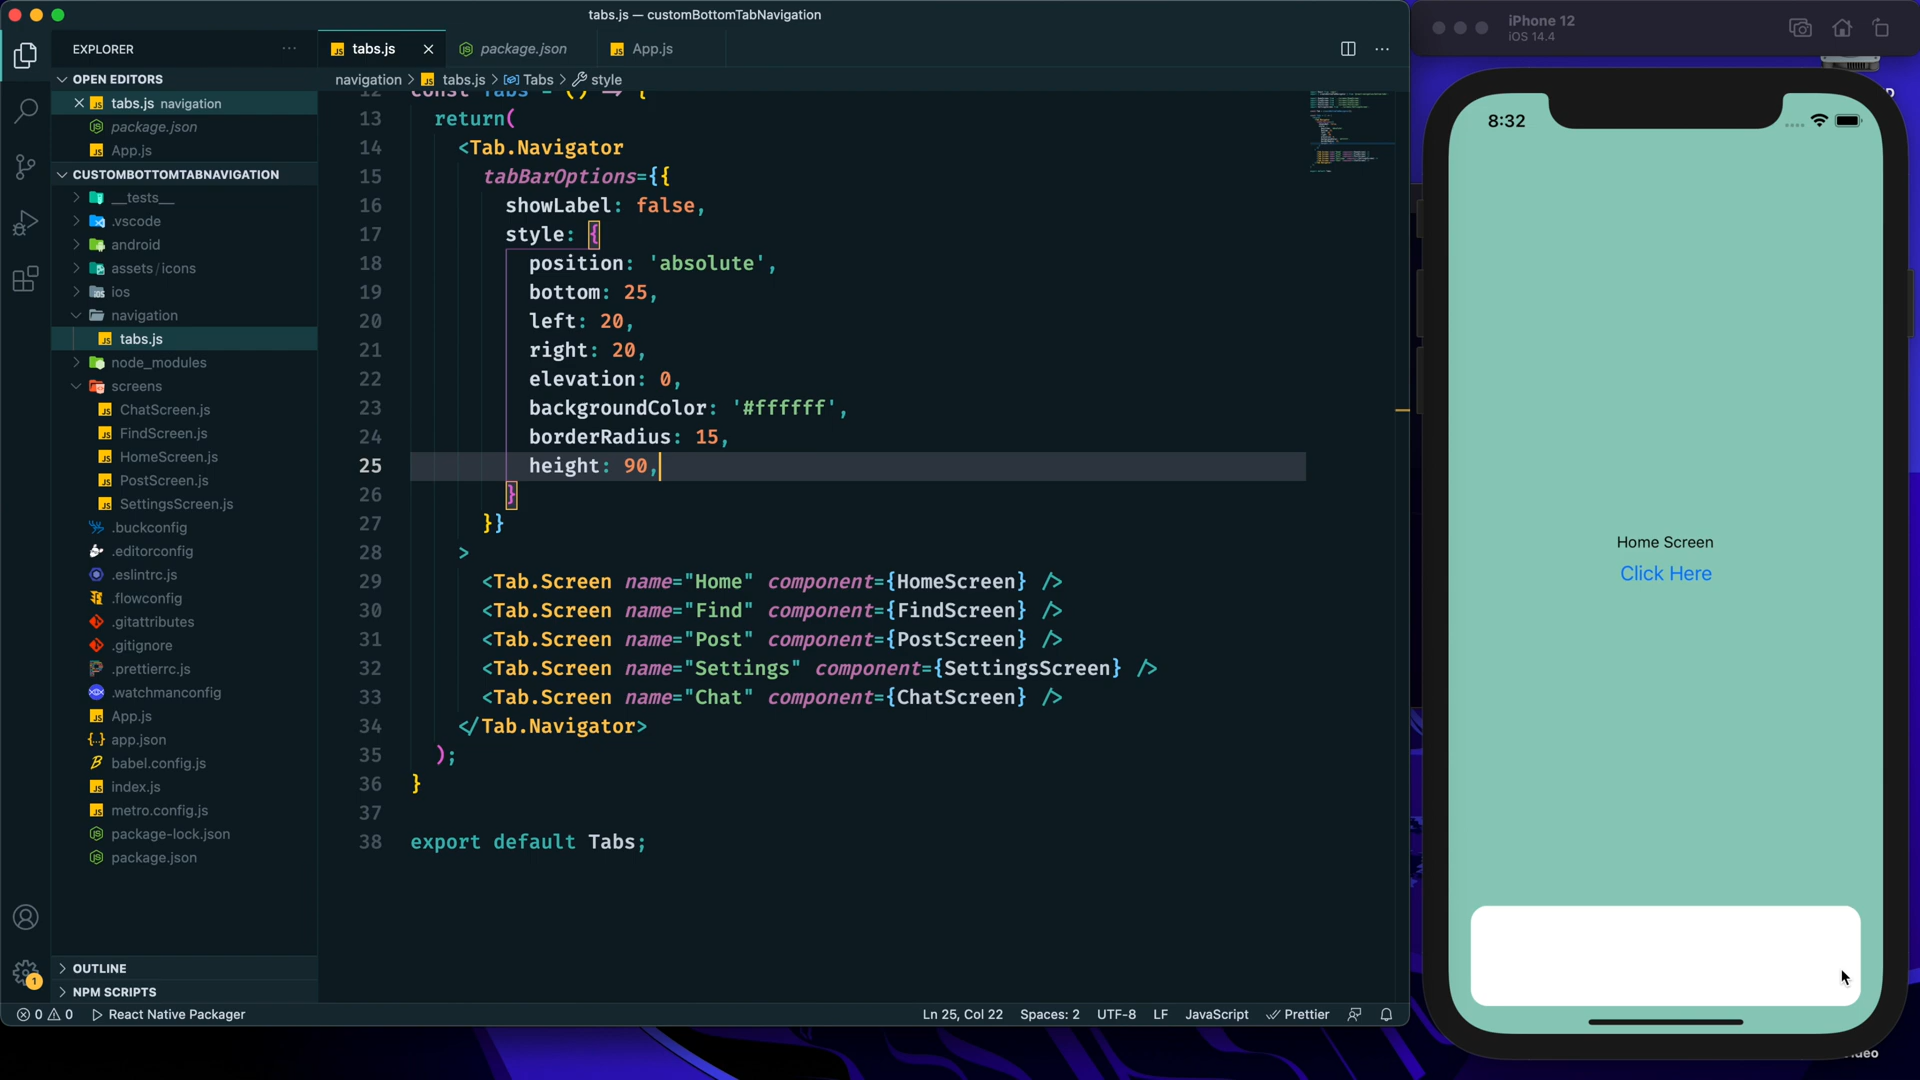 tabs.js — customBottomTabNavigation
EXPLORER
OPEN EDITORS
tabs.js navigation
package.json
App.js
CUSTOMBOTTOMTABNAVIGATION
__tests__
.vscode
android
assets/icons
ios
navigation
tabs.js
node_modules
screens
ChatScreen.js
FindScreen.js
HomeScreen.js
PostScreen.js
SettingsScreen.js
.buckconfig
.editorconfig
.eslintrc.js
.flowconfig
.gitattributes
.gitignore
.prettierrc.js
.watchmanconfig
App.js
app.json
babel.config.js
index.js
metro.config.js
package-lock.json
package.json
OUTLINE
NPM SCRIPTS
tabs.js package.json App.js
navigation > tabs.js > Tabs > style
12 const Tabs = () => {
13 return(
14 <Tab.Navigator
15 tabBarOptions={{
16 showLabel: false,
17 style: {
18 position: 'absolute',
19 bottom: 25,
20 left: 20,
21 right: 20,
22 elevation: 0,
23 backgroundColor: '#ffffff',
24 borderRadius: 15,
25 height: 90,
26 }
27 }}
28 >
29 <Tab.Screen name="Home" component={HomeScreen} />
30 <Tab.Screen name="Find" component={FindScreen} />
31 <Tab.Screen name="Post" component={PostScreen} />
32 <Tab.Screen name="Settings" component={SettingsScreen} />
33 <Tab.Screen name="Chat" component={ChatScreen} />
34 </Tab.Navigator>
35 );
36 }
37
38 export default Tabs;
1
0 0 React Native Packager
Ln 25, Col 22 Spaces: 2 UTF-8 LF JavaScript Prettier
iPhone 12
iOS 14.4
8:32
Home Screen
Click Here